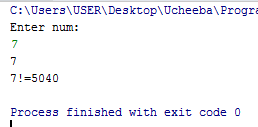 C:\Users\USER\Desktop\Ucheeba\Progra
Enter num:
7
7
7!=5040
Process finished with exit code 0